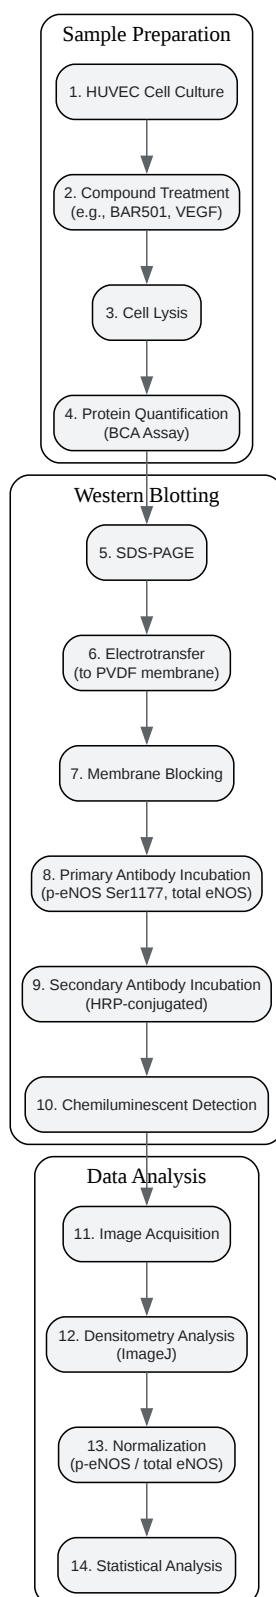 Sample Preparation
1. HUVEC Cell Culture
2. Compound Treatment
(e.g., BAR501, VEGF)
3. Cell Lysis
4. Protein Quantification
(BCA Assay)
Western Blotting
5. SDS-PAGE
6. Electrotransfer
(to PVDF membrane)
7. Membrane Blocking
8. Primary Antibody Incubation
(p-eNOS Ser1177, total eNOS)
9. Secondary Antibody Incubation
(HRP-conjugated)
10. Chemiluminescent Detection
Data Analysis
11. Image Acquisition
12. Densitometry Analysis
(ImageJ)
13. Normalization
(p-eNOS / total eNOS)
14. Statistical Analysis